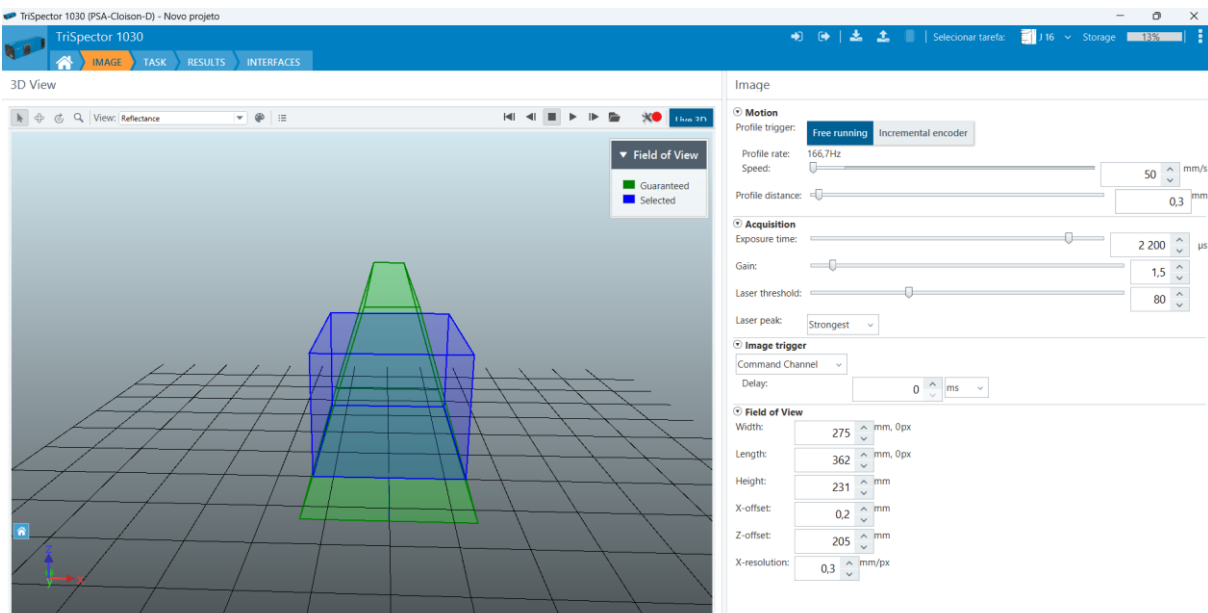 TriSpector 1030 (PSA-Cloison-D) - Novo projeto
TriSpector 1030
Selecionar tarefa: J 16 Storage 13%
IMAGE TASK RESULTS INTERFACES
3D View
View: Reflectance
Live 3D
Field of View
Guaranteed
Selected
Z
X
y
Image
Motion
Profile trigger: Free running Incremental encoder
Profile rate: 166,7Hz
Speed: 50 mm/s
Profile distance: 0,3 mm
Acquisition
Exposure time: 2 200 µs
Gain: 1,5
Laser threshold: 80
Laser peak: Strongest
Image trigger
Command Channel
Delay: 0 ms
Field of View
Width: 275 mm, 0px
Length: 362 mm, 0px
Height: 231 mm
X-offset: 0,2 mm
Z-offset: 205 mm
X-resolution: 0,3 mm/px